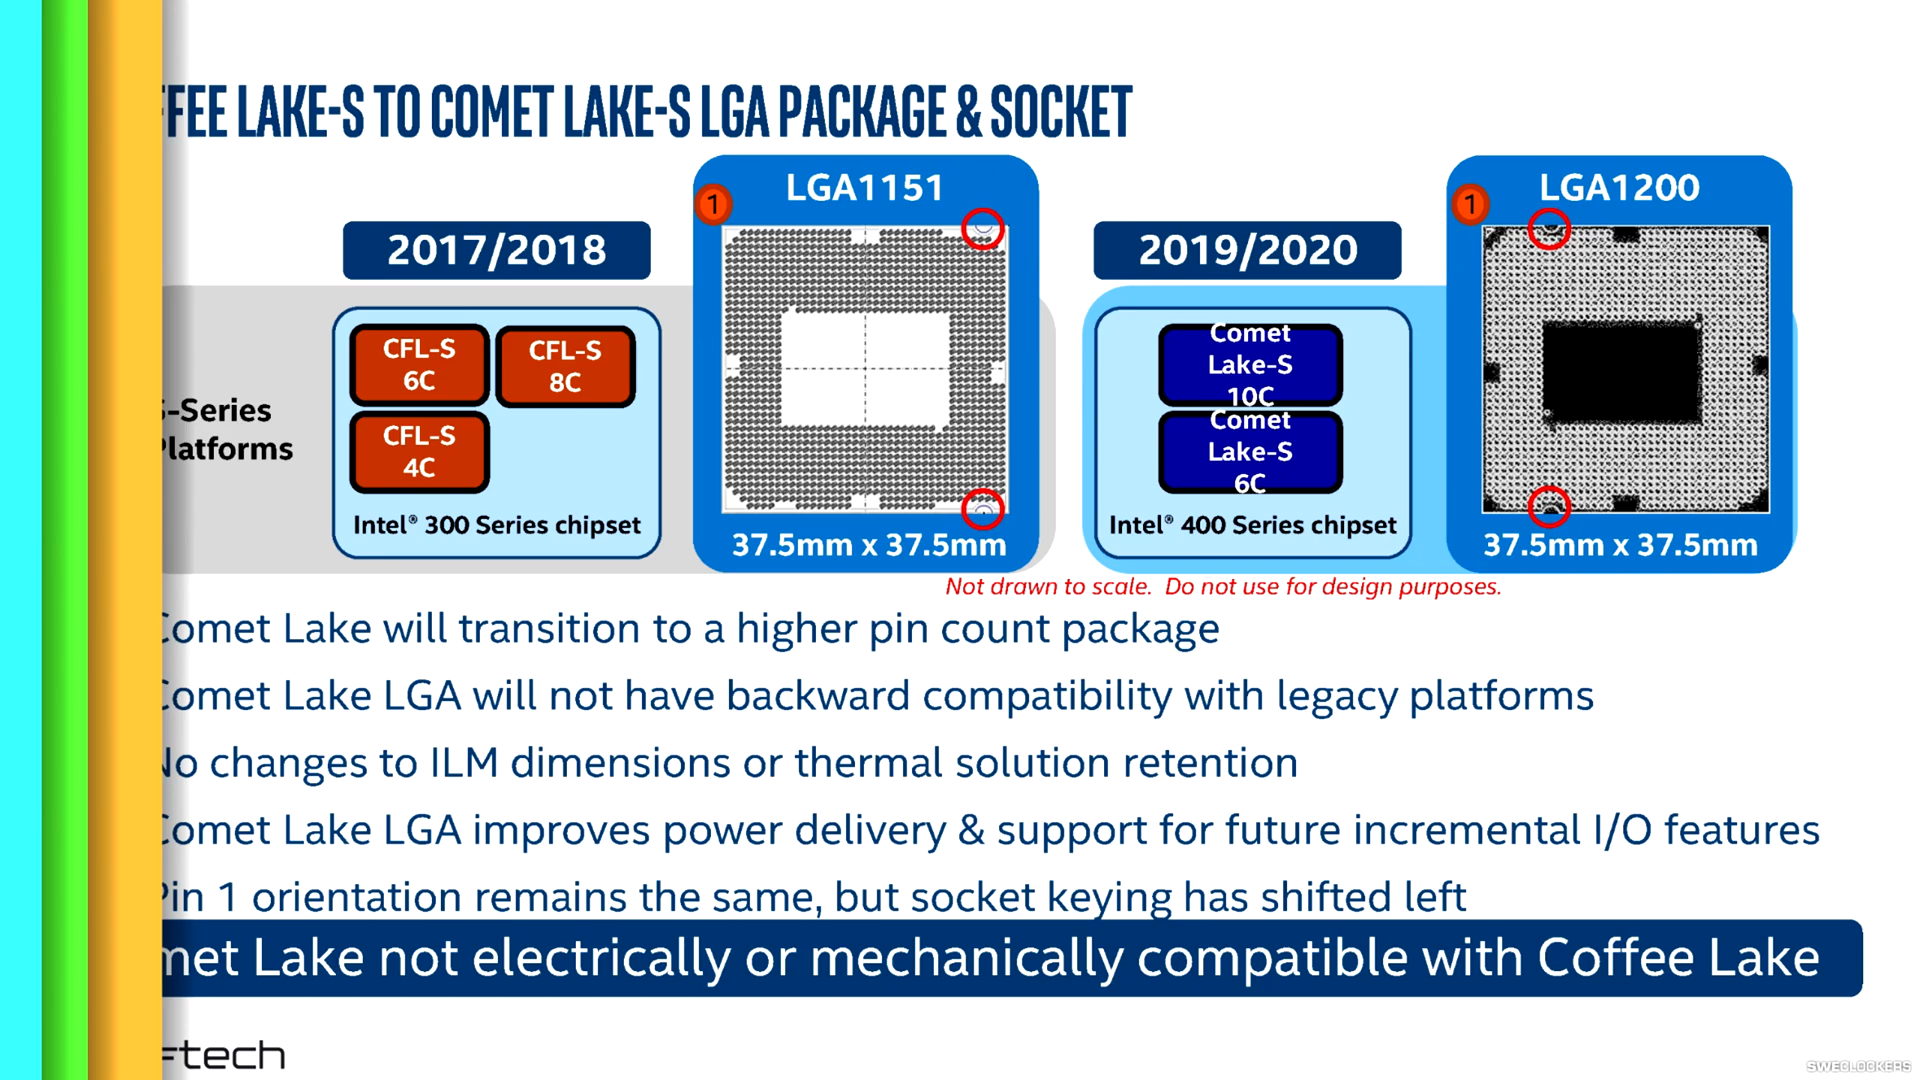 FFEE LAKE-S TO COMET LAKE-S LGA PACKAGE & SOCKET
LGA1151
1
2017/2018
CFL-S
6C
CFL-S
8C
CFL-S
4C
Intel® 300 Series chipset
S-Series
Platforms
37.5mm x 37.5mm
LGA1200
1
2019/2020
Comet
Lake-S
10C
Comet
Lake-S
6C
Intel® 400 Series chipset
37.5mm x 37.5mm
Not drawn to scale. Do not use for design purposes.
Comet Lake will transition to a higher pin count package
Comet Lake LGA will not have backward compatibility with legacy platforms
No changes to ILM dimensions or thermal solution retention
Comet Lake LGA improves power delivery & support for future incremental I/O features
Pin 1 orientation remains the same, but socket keying has shifted left
met Lake not electrically or mechanically compatible with Coffee Lake
tech
SWECLOCKERS